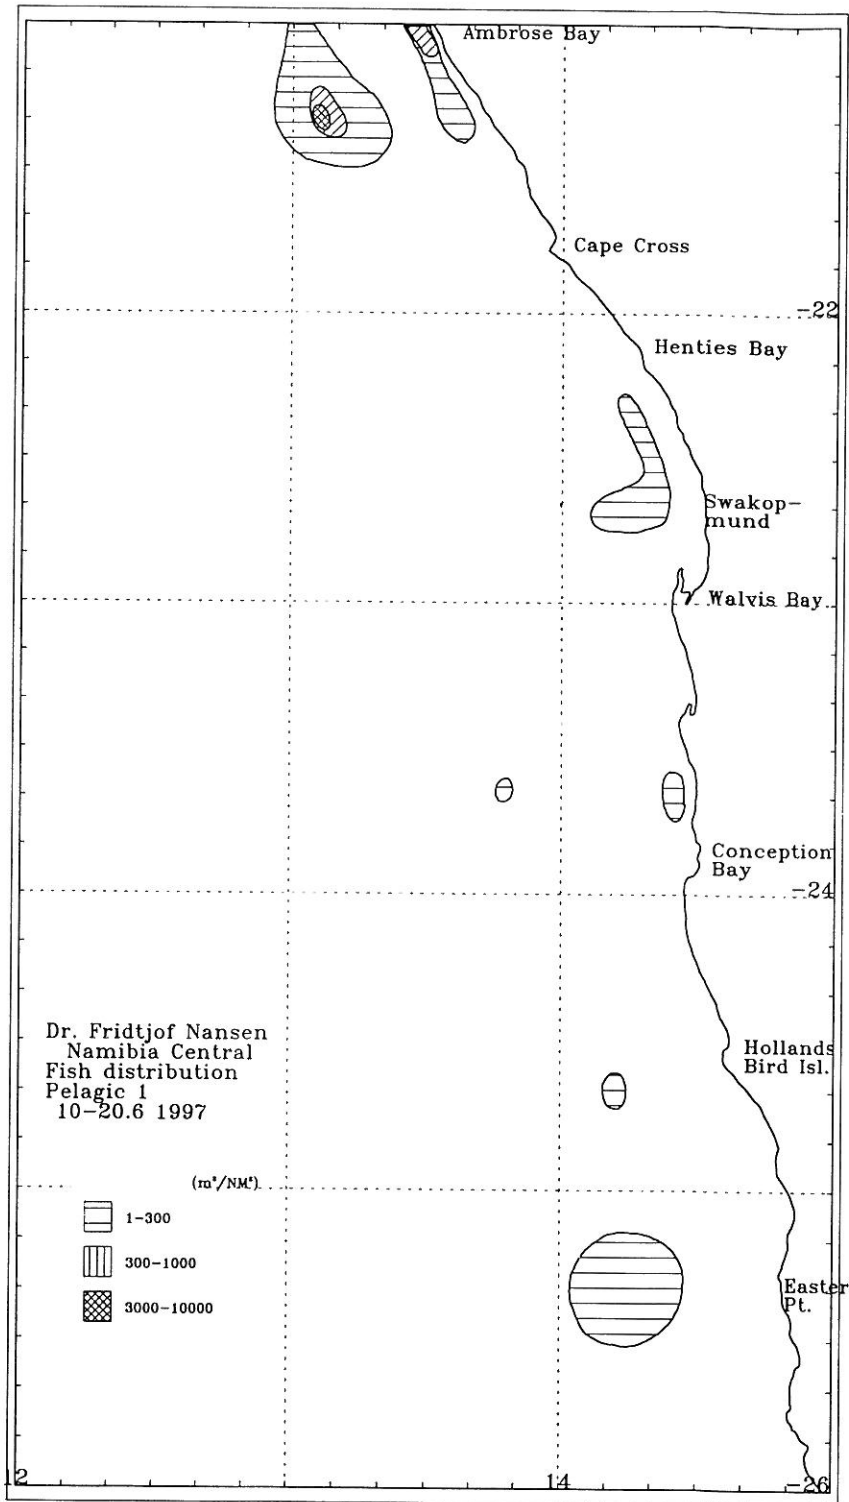 Ambrose Bay
Cape Cross
-22
Henties Bay
Swakop-
mund
Walvis Bay
Conception
Bay
-24
Dr. Fridtjof Nansen
Namibia Central
Fish distribution
Pelagic 1
10-20.6 1997
Hollands
Bird Isl.
(m²/NM²)
1-300
300-1000
3000-10000
Easter
Pt.
12
14
-26